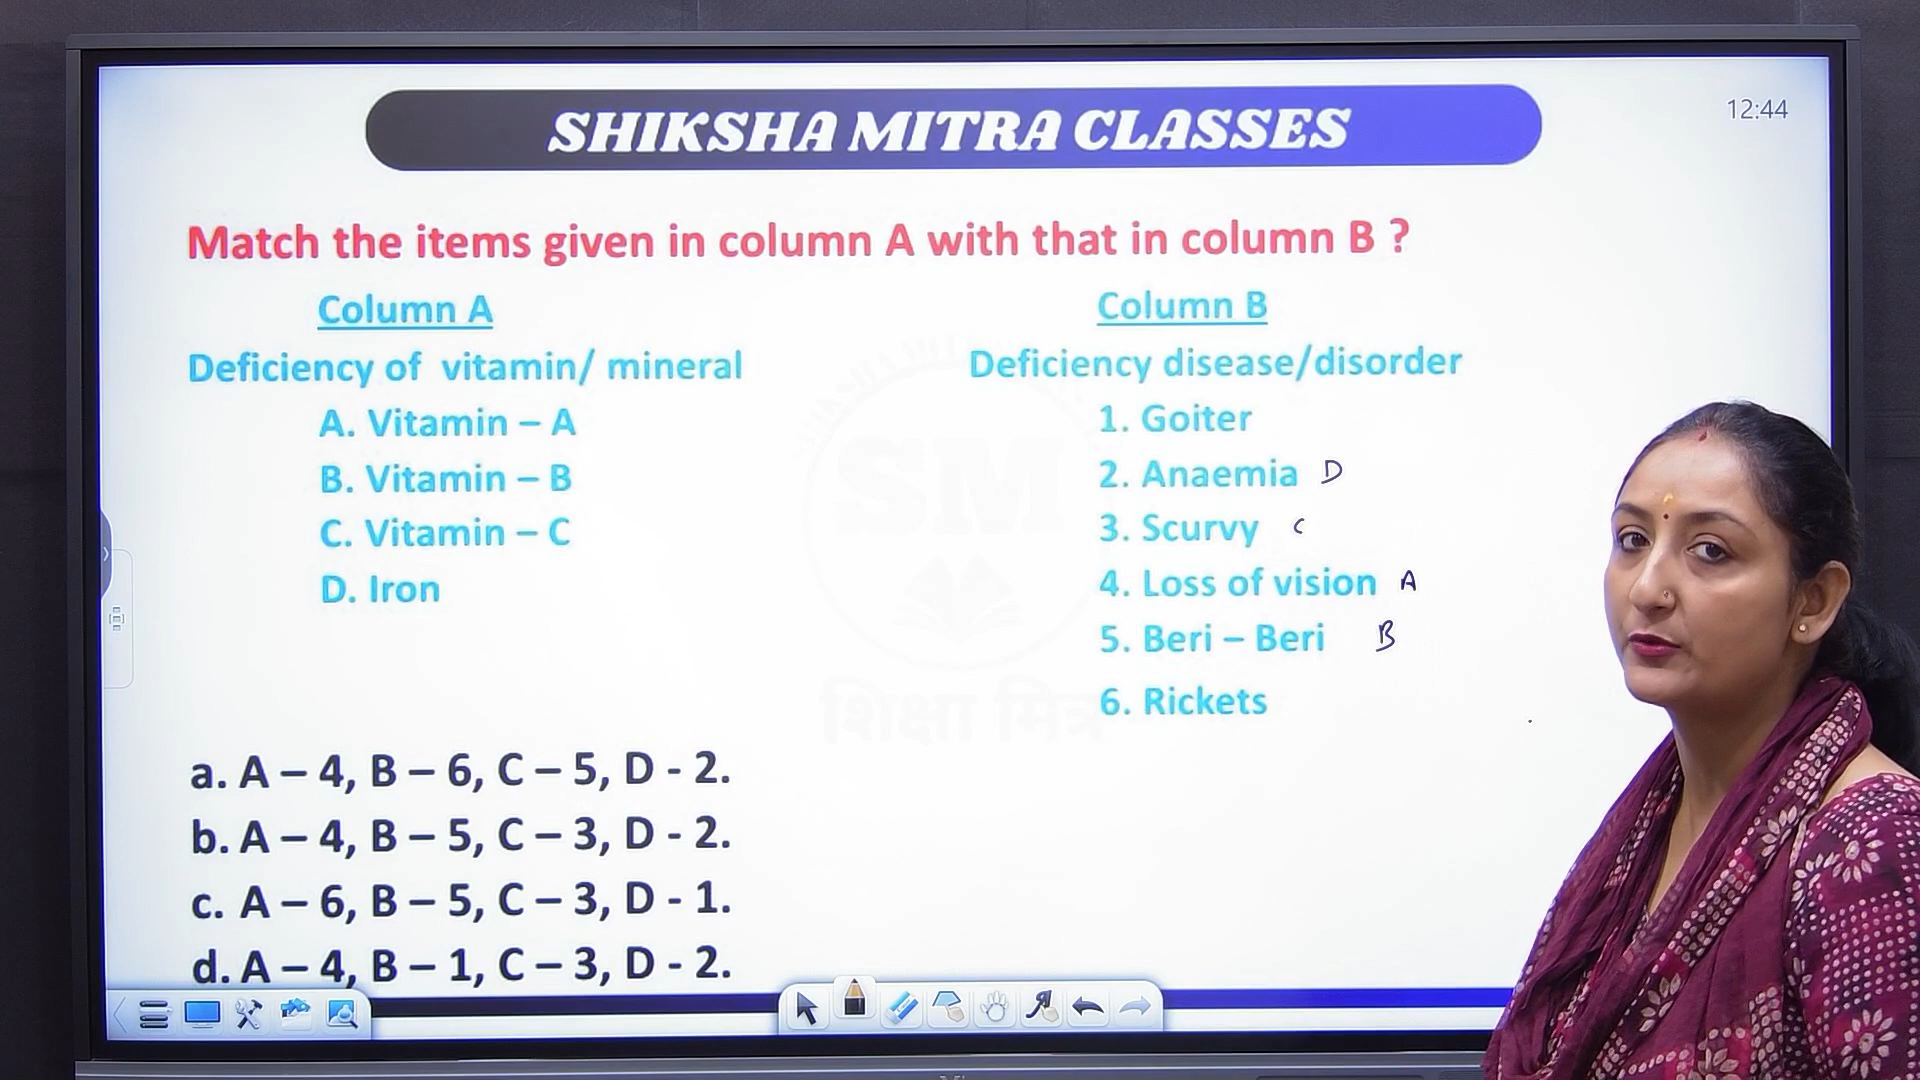 SHIKSHA MITRA CLASSES
12:44
Match the items given in column A with that in column B ?
Column A
Deficiency of vitamin/ mineral
A. Vitamin – A
B. Vitamin – B
C. Vitamin – C
D. Iron
Column B
Deficiency disease/disorder
1. Goiter
2. Anaemia D
3. Scurvy C
4. Loss of vision A
5. Beri – Beri B
6. Rickets
SM
शिक्षा मित्र
a. A – 4, B – 6, C – 5, D - 2.
b. A – 4, B – 5, C – 3, D - 2.
c. A – 6, B – 5, C – 3, D - 1.
d. A – 4, B – 1, C – 3, D - 2.